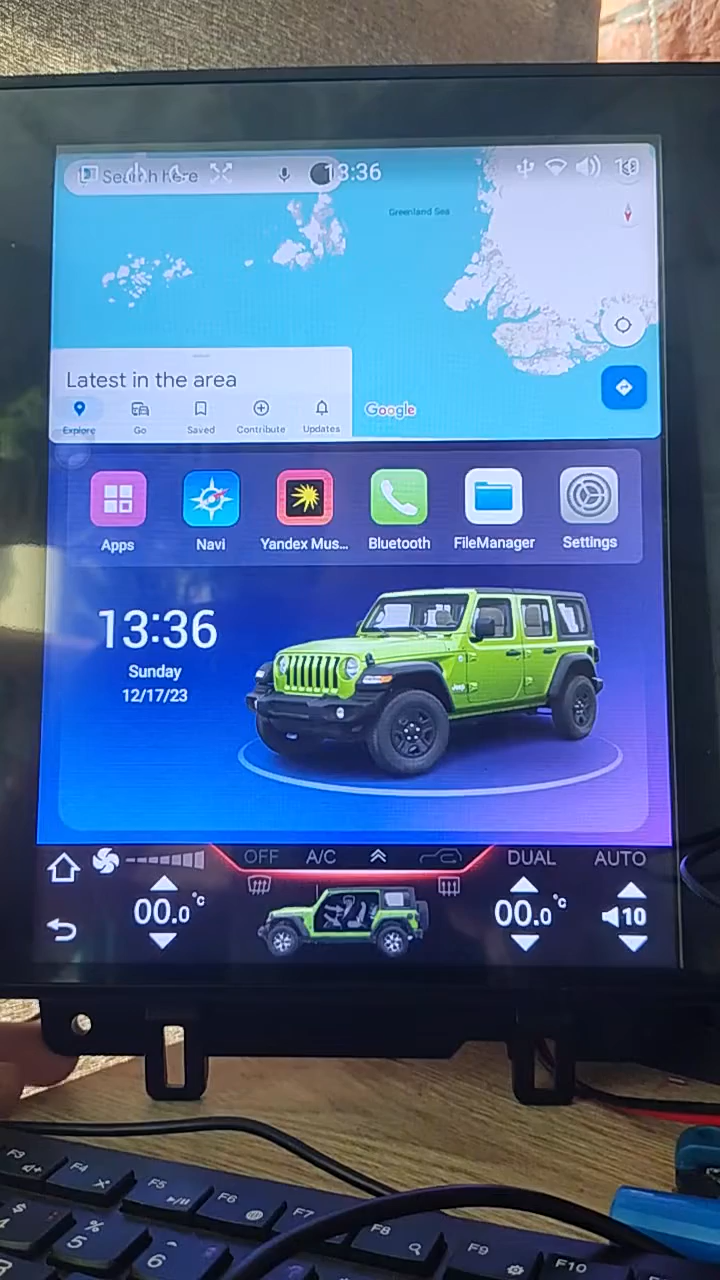 Search here
13:36
10
Greenland Sea
Latest in the area
Google
Explore
Go
Saved
Contribute
Updates
Apps
Navi
Yandex Mus...
Bluetooth
FileManager
Settings
13:36
Sunday
12/17/23
Jeep
OFF
A/C
DUAL
AUTO
00.0°c
00.0°c
10
F3
F4
F5
F6
F7
F8
F9
F10
$
4
%
5
^
6